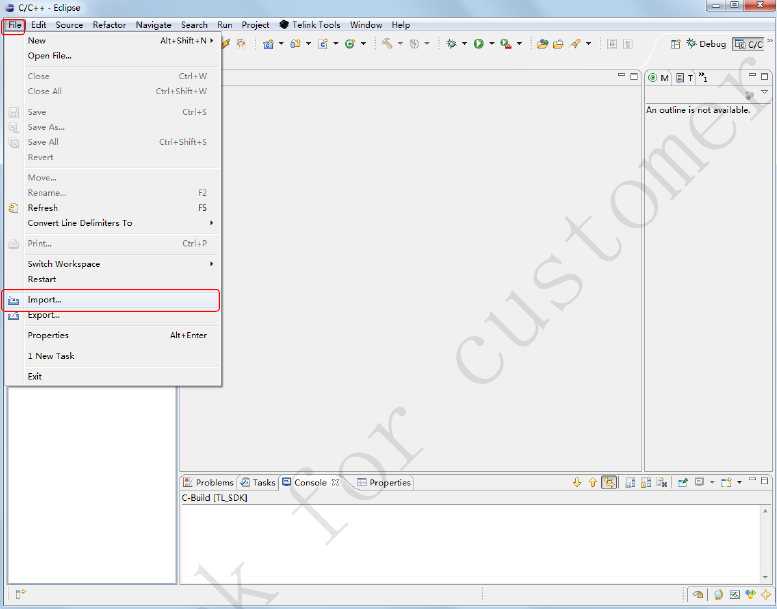 C/C++ - Eclipse
File Edit Source Refactor Navigate Search Run Project Telink Tools Window Help
New Alt+Shift+N
Open File...
Debug C/C
Close Ctrl+W
Close All Ctrl+Shift+W
M T »1
Save Ctrl+S
An outline is not available.
Save As...
Save All Ctrl+Shift+S
Revert
Move...
Rename... F2
Refresh F5
Convert Line Delimiters To
Print... Ctrl+P
Switch Workspace
Restart
Import...
Export...
Properties Alt+Enter
1 New Task
Exit
Problems Tasks Console Properties
C-Build [TL_SDK]
k for customer